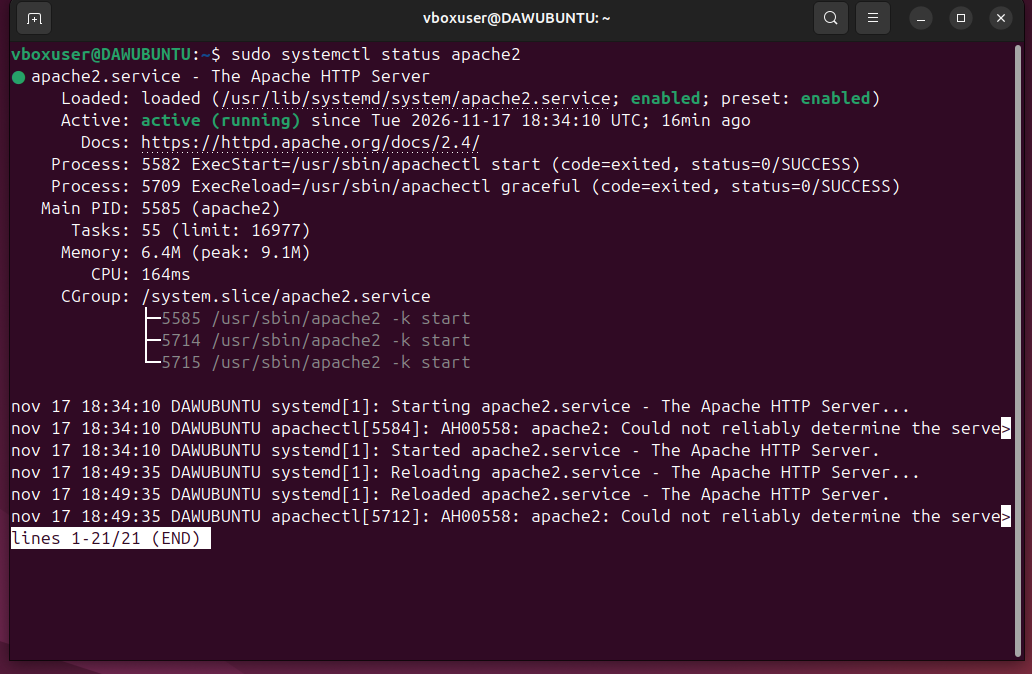 vboxuser@DAWUBUNTU: ~
vboxuser@DAWUBUNTU:~$ sudo systemctl status apache2
● apache2.service - The Apache HTTP Server
     Loaded: loaded (/usr/lib/systemd/system/apache2.service; enabled; preset: enabled)
     Active: active (running) since Tue 2026-11-17 18:34:10 UTC; 16min ago
       Docs: https://httpd.apache.org/docs/2.4/
    Process: 5582 ExecStart=/usr/sbin/apachectl start (code=exited, status=0/SUCCESS)
    Process: 5709 ExecReload=/usr/sbin/apachectl graceful (code=exited, status=0/SUCCESS)
   Main PID: 5585 (apache2)
      Tasks: 55 (limit: 16977)
     Memory: 6.4M (peak: 9.1M)
        CPU: 164ms
     CGroup: /system.slice/apache2.service
             ├─5585 /usr/sbin/apache2 -k start
             ├─5714 /usr/sbin/apache2 -k start
             └─5715 /usr/sbin/apache2 -k start
nov 17 18:34:10 DAWUBUNTU systemd[1]: Starting apache2.service - The Apache HTTP Server...
nov 17 18:34:10 DAWUBUNTU apachectl[5584]: AH00558: apache2: Could not reliably determine the serve>
nov 17 18:34:10 DAWUBUNTU systemd[1]: Started apache2.service - The Apache HTTP Server.
nov 17 18:49:35 DAWUBUNTU systemd[1]: Reloading apache2.service - The Apache HTTP Server...
nov 17 18:49:35 DAWUBUNTU systemd[1]: Reloaded apache2.service - The Apache HTTP Server.
nov 17 18:49:35 DAWUBUNTU apachectl[5712]: AH00558: apache2: Could not reliably determine the serve>
lines 1-21/21 (END)